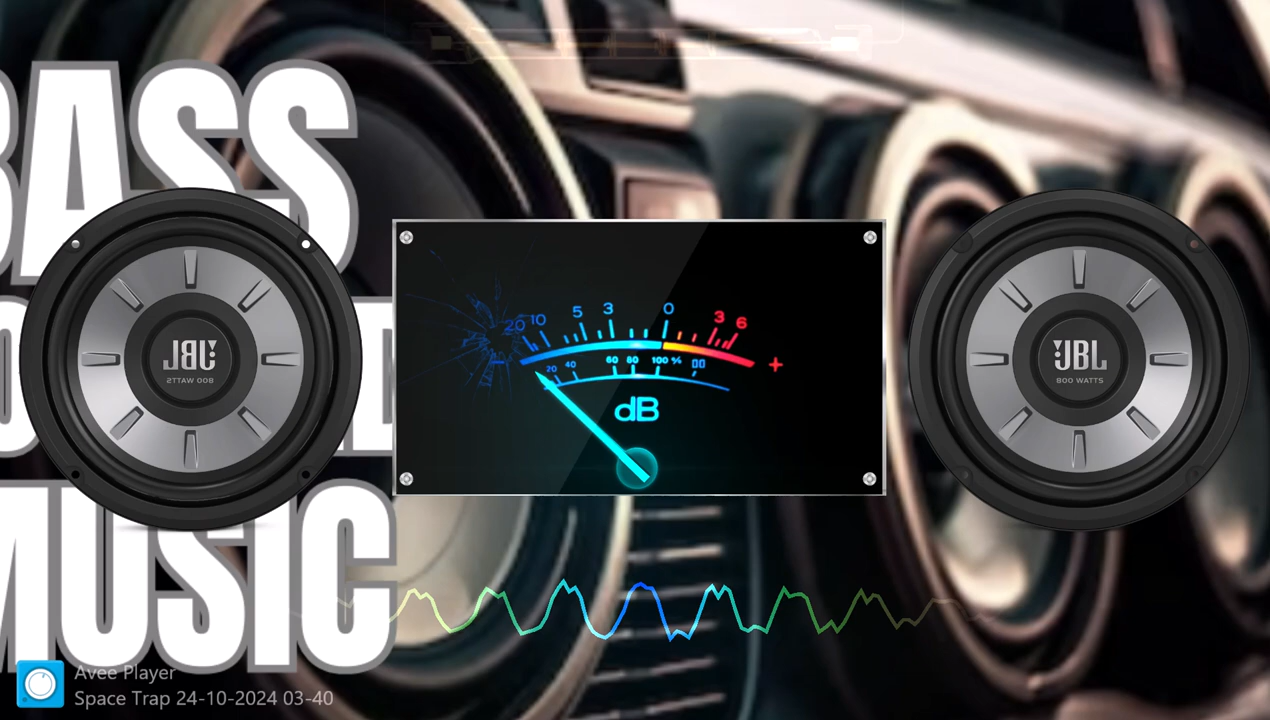 BASS
MUSIC
JBL
800 WATTS
20 10 5 3 0 3 6
+
20 40 60 80 100 %
dB
JBL
800 WATTS
Avee Player
Space Trap 24-10-2024 03-40